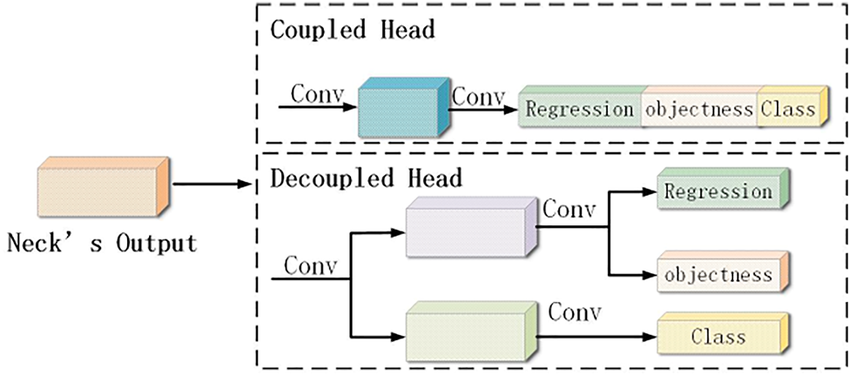 Coupled Head
Conv
Conv
Regression objectness Class
Neck's Output
Decoupled Head
Conv
Conv
Regression
objectness
Conv
Class